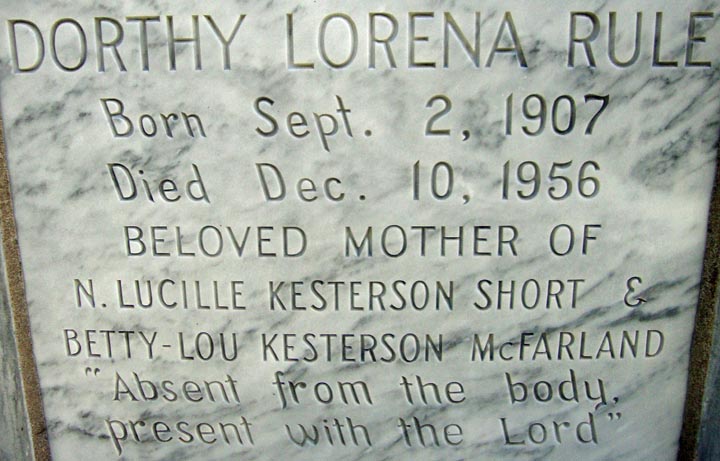 DORTHY LORENA RULE
Born Sept. 2, 1907
Died Dec. 10, 1956
BELOVED MOTHER OF
N. LUCILLE KESTERSON SHORT &
BETTY-LOU KESTERSON McFARLAND
"Absent from the body,
present with the Lord"